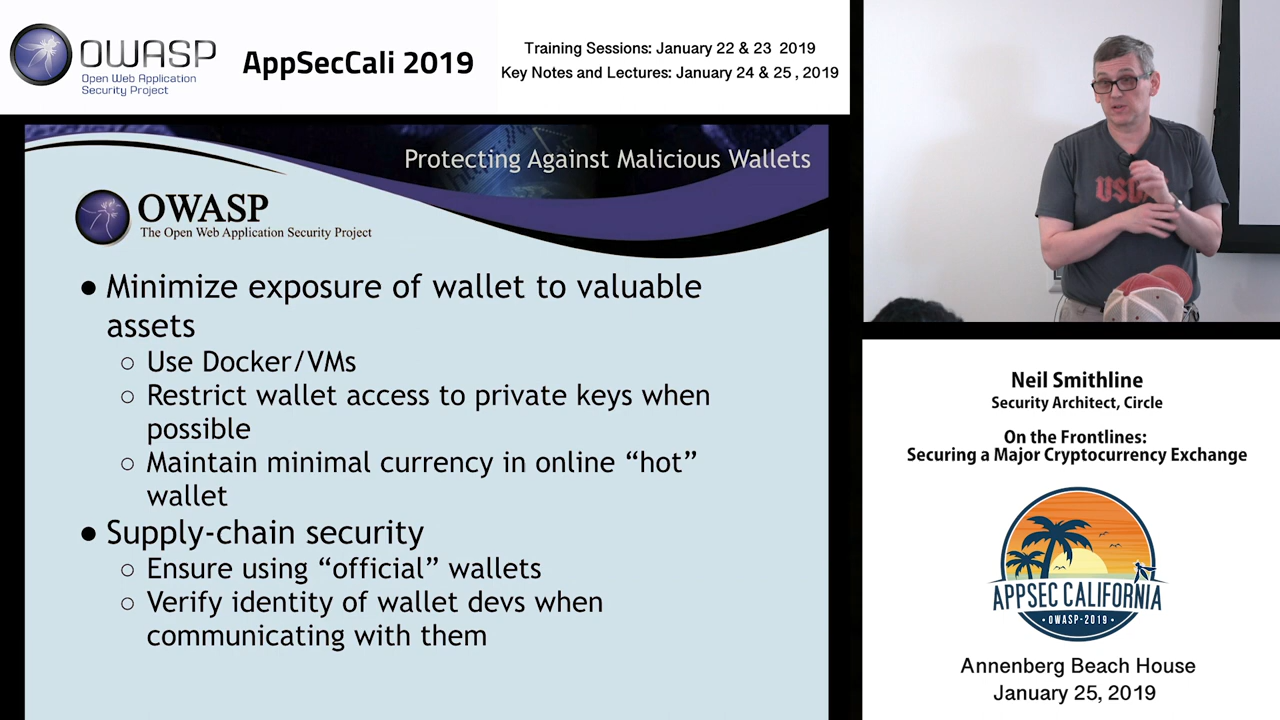 OWASP
Open Web Application
Security Project
AppSecCali 2019
Training Sessions: January 22 & 23 2019
Key Notes and Lectures: January 24 & 25, 2019
Protecting Against Malicious Wallets
OWASP
The Open Web Application Security Project
● Minimize exposure of wallet to valuable
assets
○ Use Docker/VMs
○ Restrict wallet access to private keys when
possible
○ Maintain minimal currency in online “hot”
wallet
● Supply-chain security
○ Ensure using “official” wallets
○ Verify identity of wallet devs when
communicating with them
Neil Smithline
Security Architect, Circle
On the Frontlines:
Securing a Major Cryptocurrency Exchange
APPSEC CALIFORNIA
• OWASP-2019 •
Annenberg Beach House
January 25, 2019